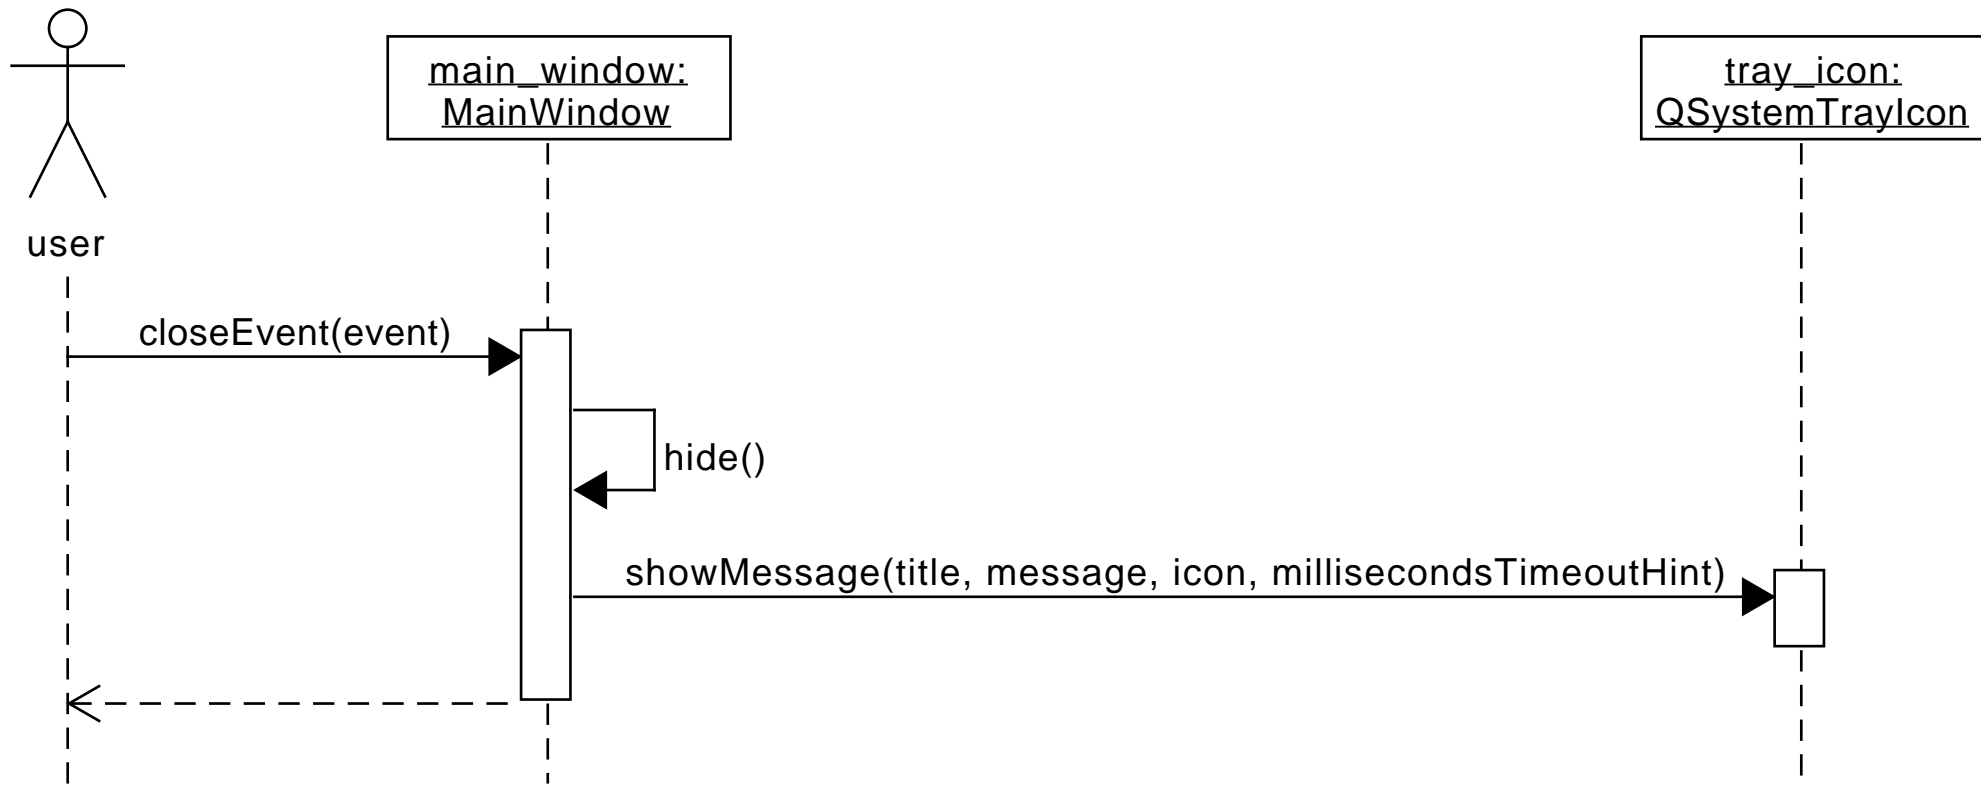 main_window:
MainWindow
tray_icon:
QSystemTrayIcon
user
closeEvent(event)
hide()
showMessage(title, message, icon, millisecondsTimeoutHint)